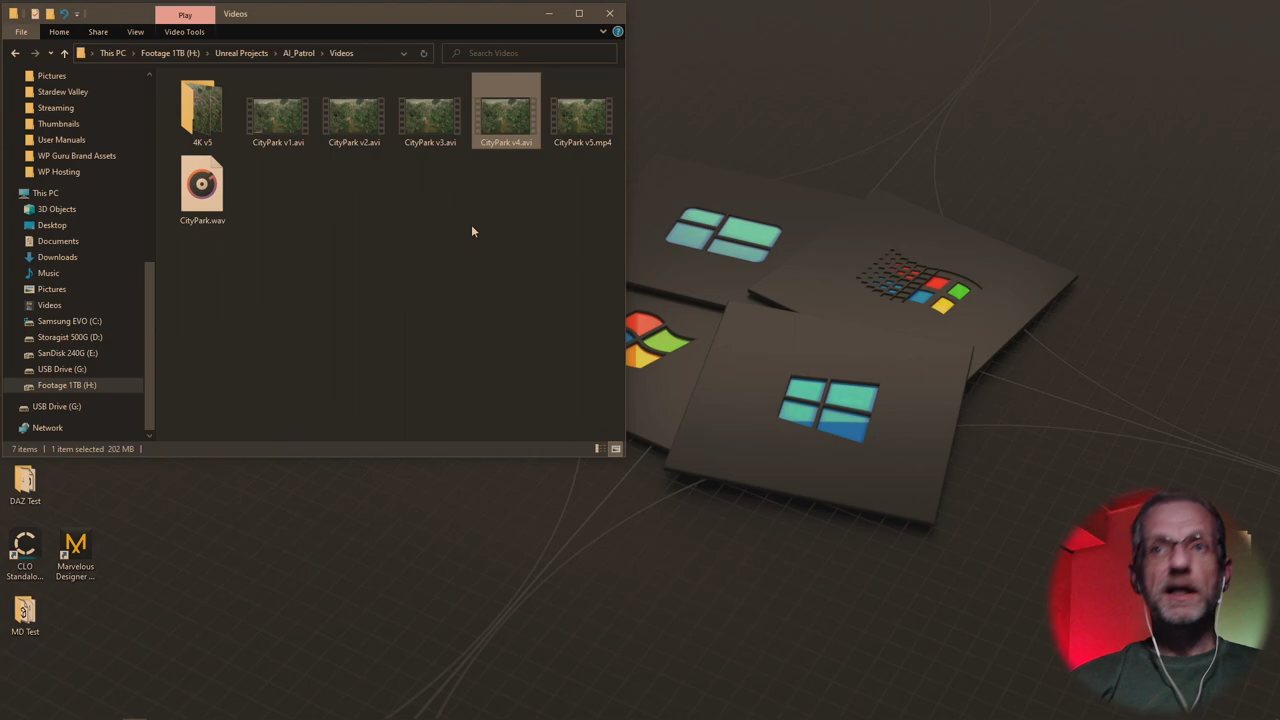 Play
Videos
File
Home
Share
View
Video Tools
This PC
Footage 1TB (H:)
Unreal Projects
AI_Patrol
Videos
Search Videos
Pictures
Stardew Valley
Streaming
Thumbnails
User Manuals
WP Guru Brand Assets
WP Hosting
This PC
3D Objects
Desktop
Documents
Downloads
Music
Pictures
Videos
Samsung EVO (C:)
Storagist 500G (D:)
SanDisk 240G (E:)
USB Drive (G:)
Footage 1TB (H:)
USB Drive (G:)
Network
4K v5
CityPark v1.avi
CityPark v2.avi
CityPark v3.avi
CityPark v4.avi
CityPark v5.mp4
CityPark.wav
7 items
1 item selected 202 MB
DAZ Test
CLO
Standalo...
Marvelous
Designer ...
MD Test